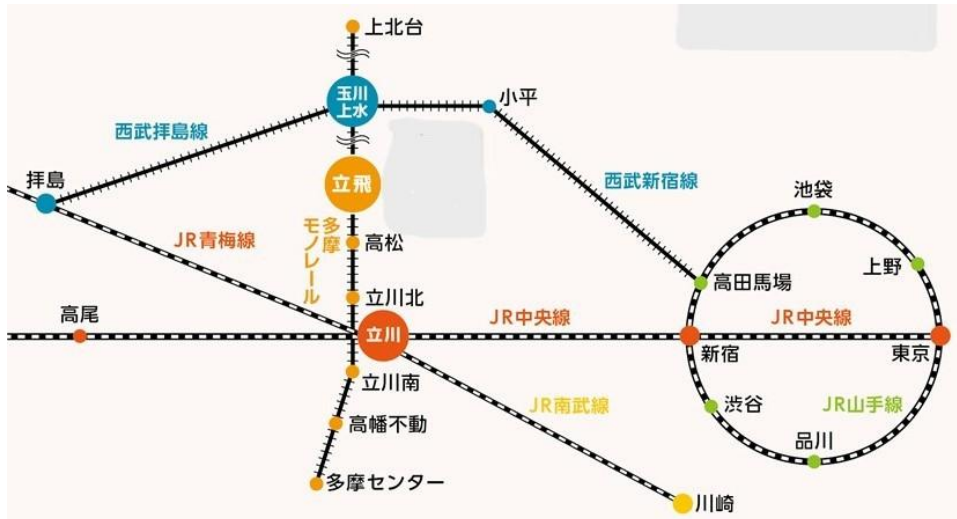 上北台
玉川
上水
小平
西武拝島線
拝島
立飛
西武新宿線
池袋
多摩
モノレール
JR青梅線
高松
上野
高田馬場
立川北
高尾
立川
JR中央線
JR中央線
新宿
東京
立川南
渋谷
JR山手線
JR南武線
高幡不動
品川
多摩センター
川崎